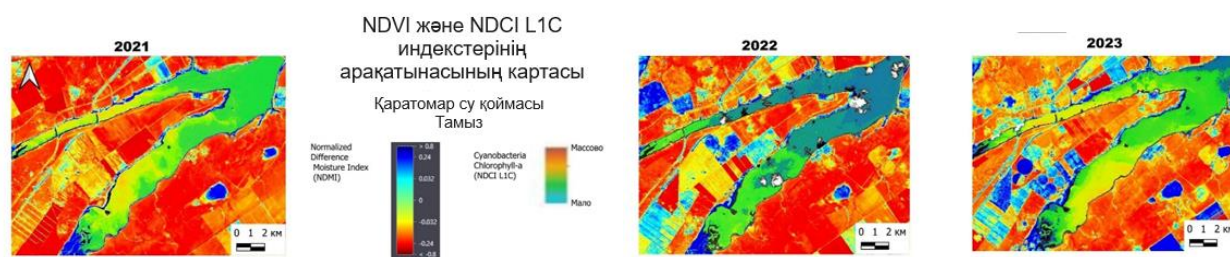 2021
NDVI және NDCI L1C
индекстерінің
арақатынасының картасы
Қаратомар су қоймасы
Тамыз
Normalized
Difference
Moisture Index
(NDMI)
> 0.8
0.24
0.032
0
-0.032
-0.24
< -0.8
Cyanobacteria
Chlorophyll-a
(NDCI L1C)
Массово
Мало
0 1 2 км
2022
0 1 2 км
2023
0 1 2 км